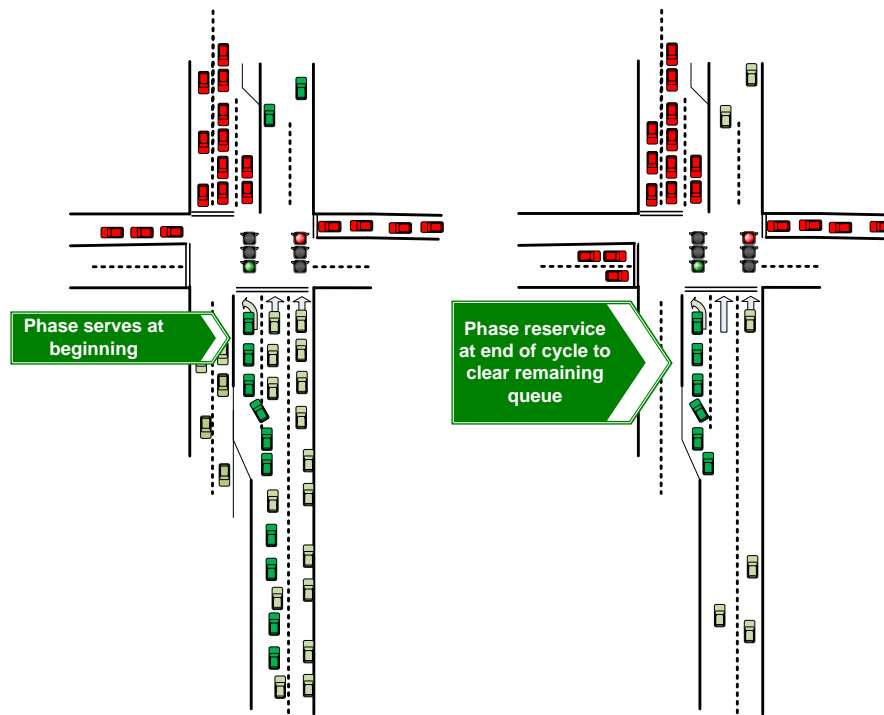 Phase serves at
beginning
Phase reservice
at end of cycle to
clear remaining
queue